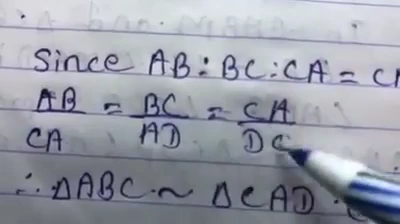 Since AB:BC:CA =
AB/CA = BC/AD = CA/DC
∴ ΔABC ~ ΔCAD